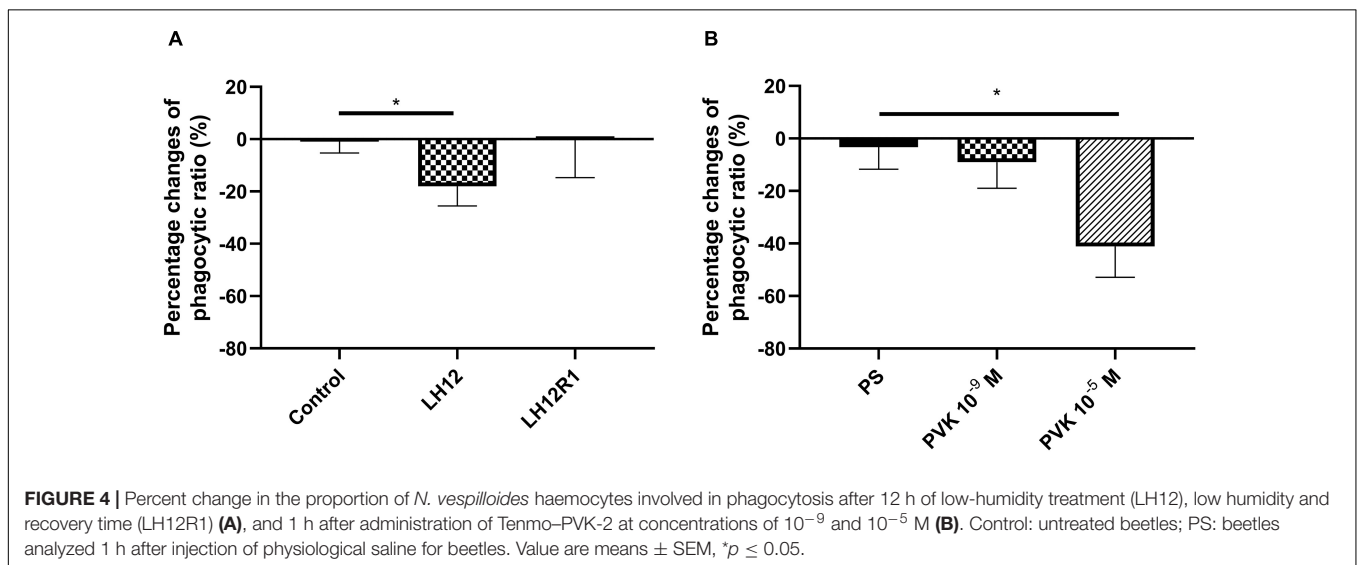 A
B
Percentage changes of
phagocytic ratio (%)
20
0
-20
-40
-60
-80
*
Control
LH12
LH12R1
Percentage changes of
phagocytic ratio (%)
20
0
-20
-40
-60
-80
*
PS
PVK 10⁻⁹ M
PVK 10⁻⁵ M
FIGURE 4 | Percent change in the proportion of N. vespilloides haemocytes involved in phagocytosis after 12 h of low-humidity treatment (LH12), low humidity and
recovery time (LH12R1) (A), and 1 h after administration of Tenmo–PVK-2 at concentrations of 10⁻⁹ and 10⁻⁵ M (B). Control: untreated beetles; PS: beetles
analyzed 1 h after injection of physiological saline for beetles. Value are means ± SEM, *p ≤ 0.05.